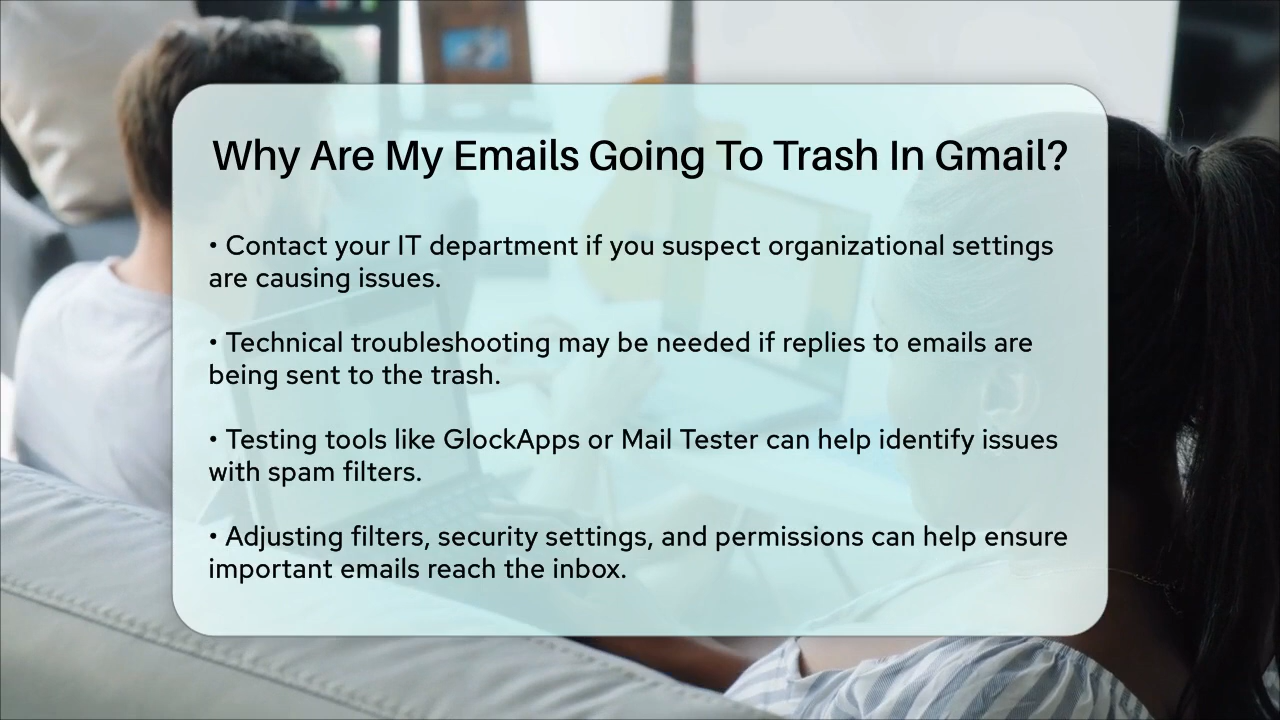 Why Are My Emails Going To Trash In Gmail?
• Contact your IT department if you suspect organizational settings
are causing issues.
• Technical troubleshooting may be needed if replies to emails are
being sent to the trash.
• Testing tools like GlockApps or Mail Tester can help identify issues
with spam filters.
• Adjusting filters, security settings, and permissions can help ensure
important emails reach the inbox.